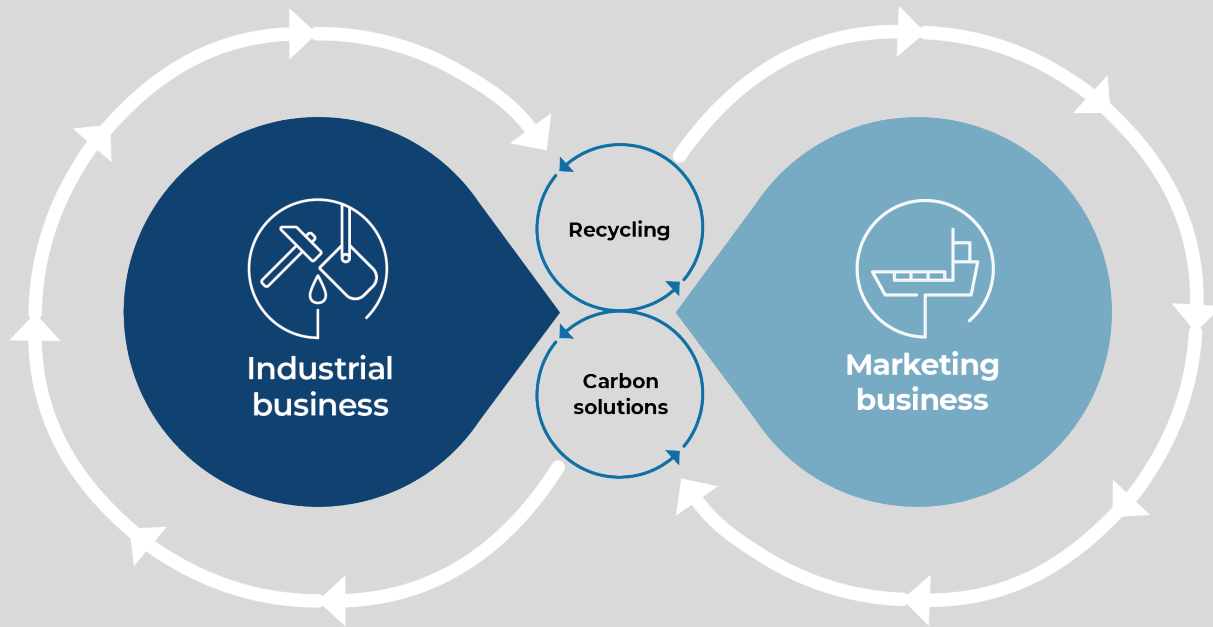 Industrial
business
Recycling
Carbon
solutions
Marketing
business